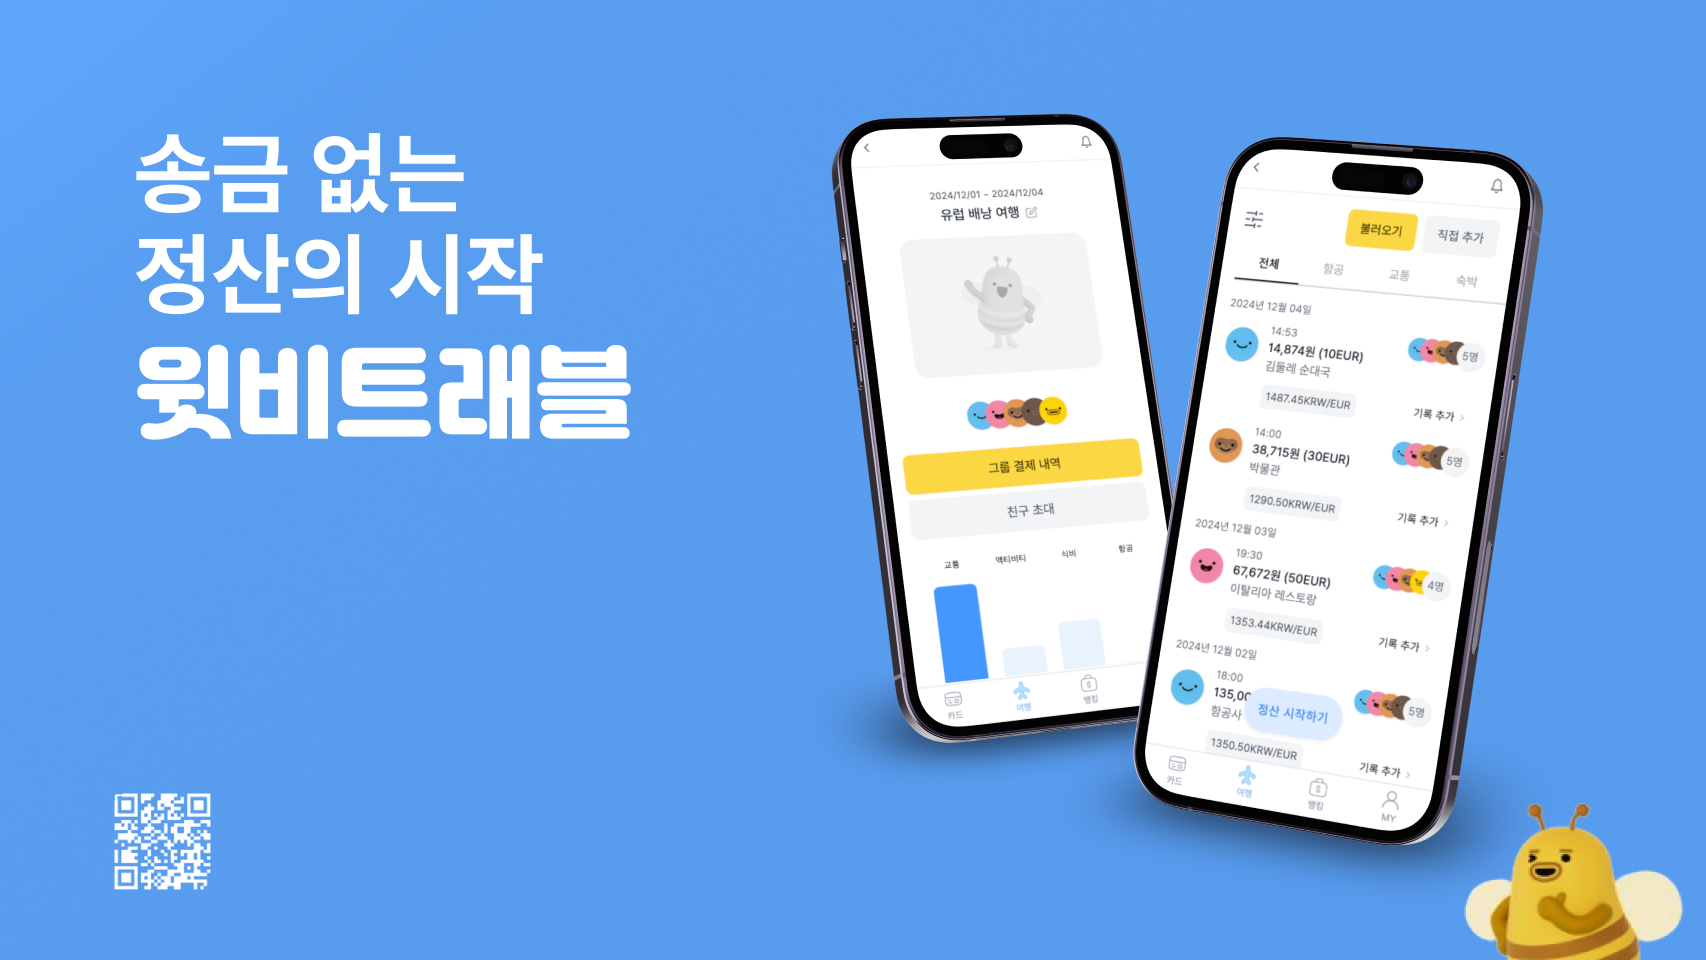 송금 없는
정산의 시작
윗비트래블
2024/12/01 ~ 2024/12/04
유럽 배낭 여행
그룹 결제 내역
친구 초대
교통 액티비티 식비 항공
카드 여행 뱅킹
불러오기 직접 추가
전체 항공 교통 숙박
2024년 12월 04일
14:53
14,874원 (10EUR)
5명
김둘레 순대국
1487.45KRW/EUR
기록 추가
14:00
38,715원 (30EUR)
5명
박물관
1290.50KRW/EUR
기록 추가
2024년 12월 03일
19:30
67,672원 (50EUR)
4명
이탈리아 레스토랑
1353.44KRW/EUR
기록 추가
2024년 12월 02일
18:00
135,00
5명
항공사
정산 시작하기
1350.50KRW/EUR
기록 추가
카드 여행 뱅킹 MY